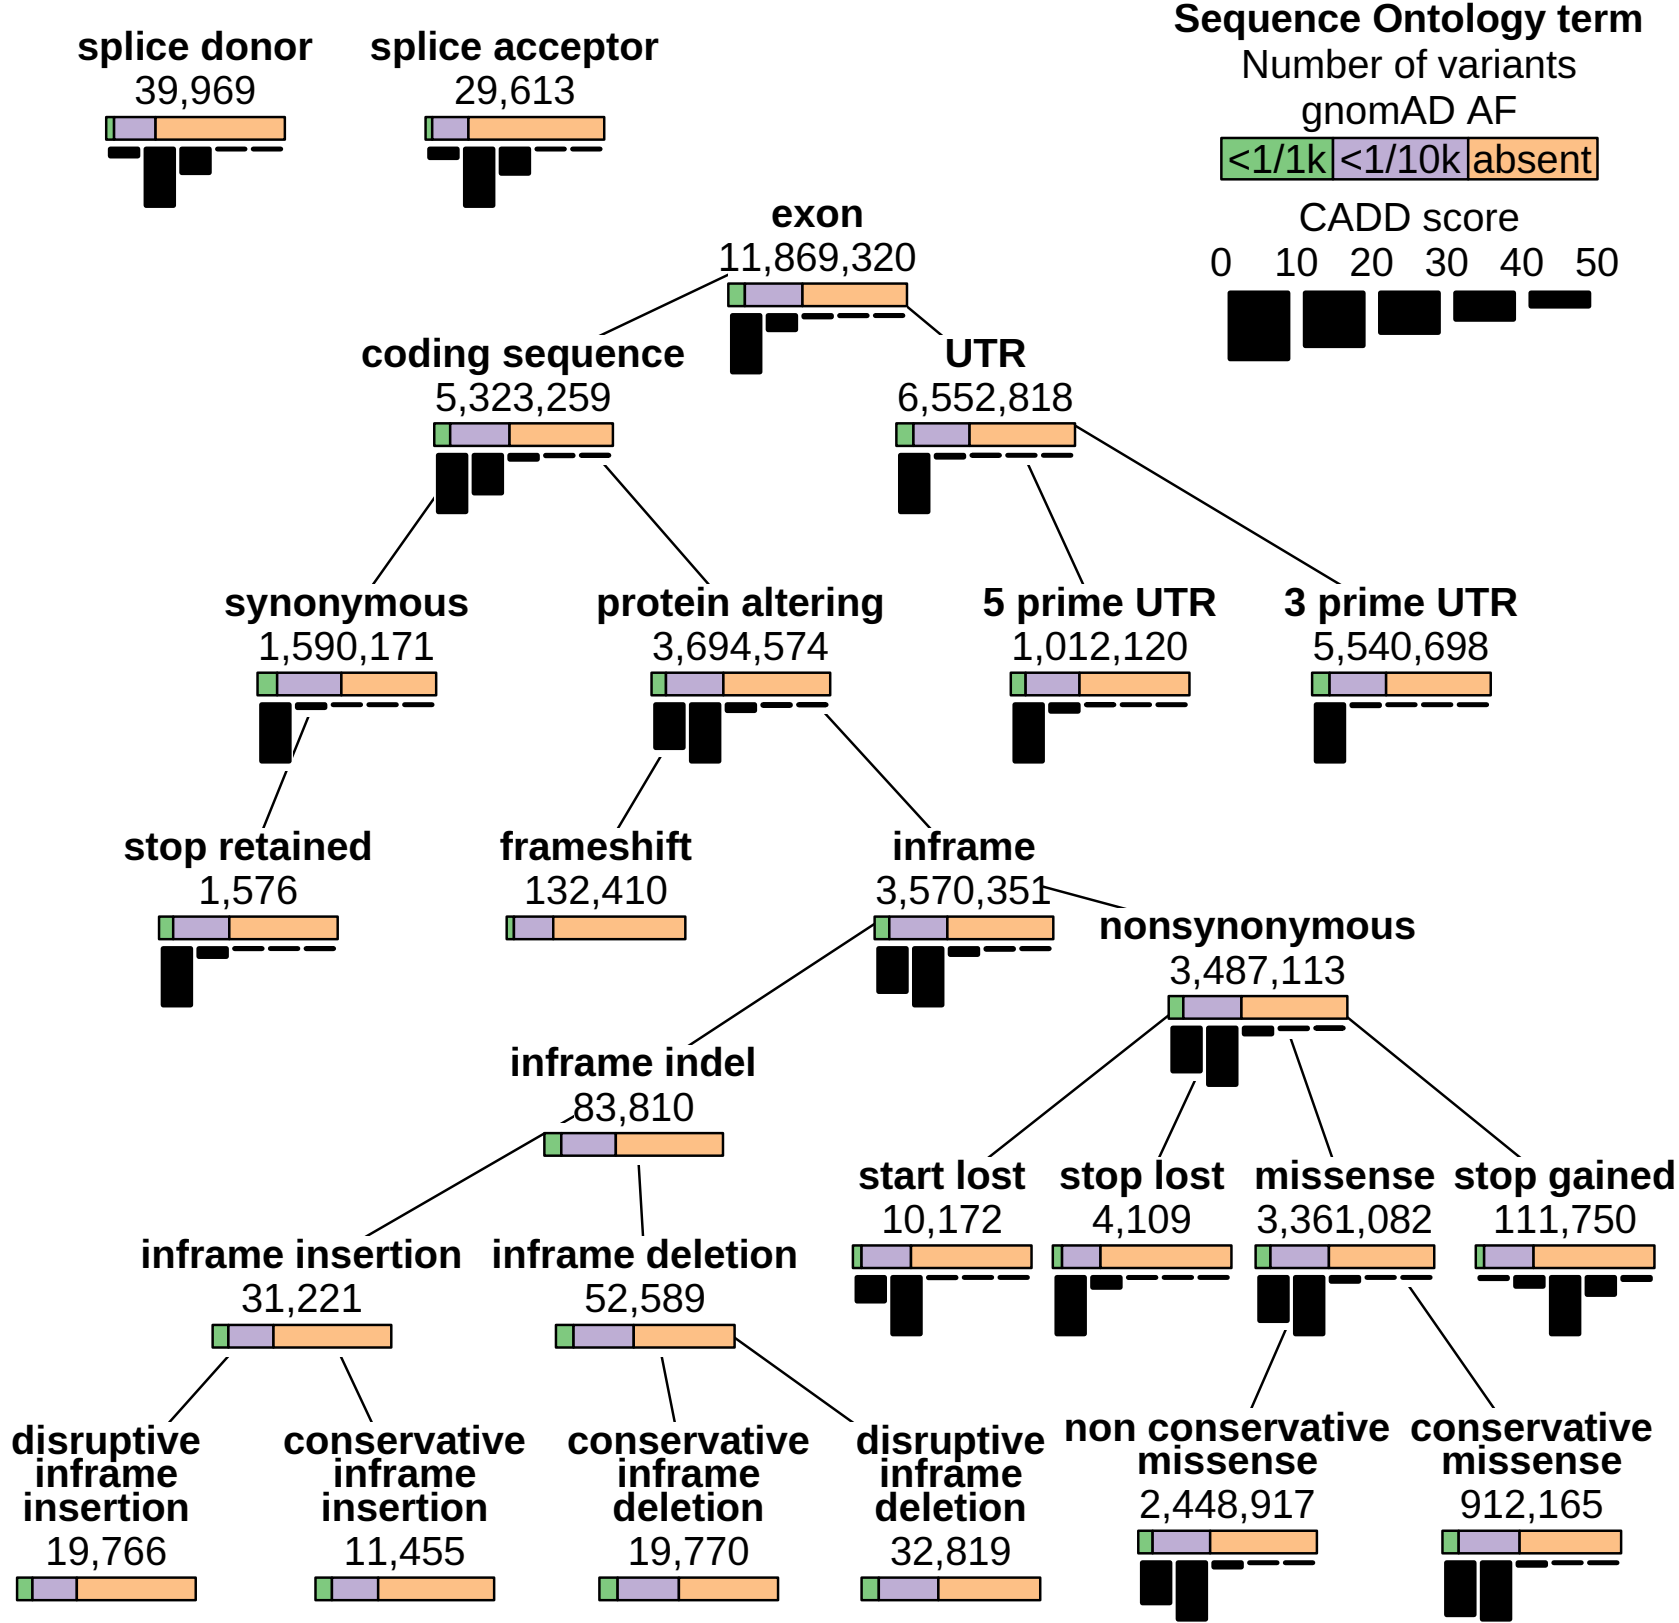 Sequence Ontology term
Number of variants
gnomAD AF
<1/1k <1/10k absent
CADD score
0 10 20 30 40 50
splice donor
39,969
splice acceptor
29,613
exon
11,869,320
coding sequence
5,323,259
UTR
6,552,818
synonymous
1,590,171
protein altering
3,694,574
5 prime UTR
1,012,120
3 prime UTR
5,540,698
stop retained
1,576
frameshift
132,410
inframe
3,570,351
nonsynonymous
3,487,113
inframe indel
83,810
start lost
10,172
stop lost
4,109
missense
3,361,082
stop gained
111,750
inframe insertion
31,221
inframe deletion
52,589
disruptive
inframe
insertion
19,766
conservative
inframe
insertion
11,455
conservative
inframe
deletion
19,770
disruptive
inframe
deletion
32,819
non conservative
missense
2,448,917
conservative
missense
912,165